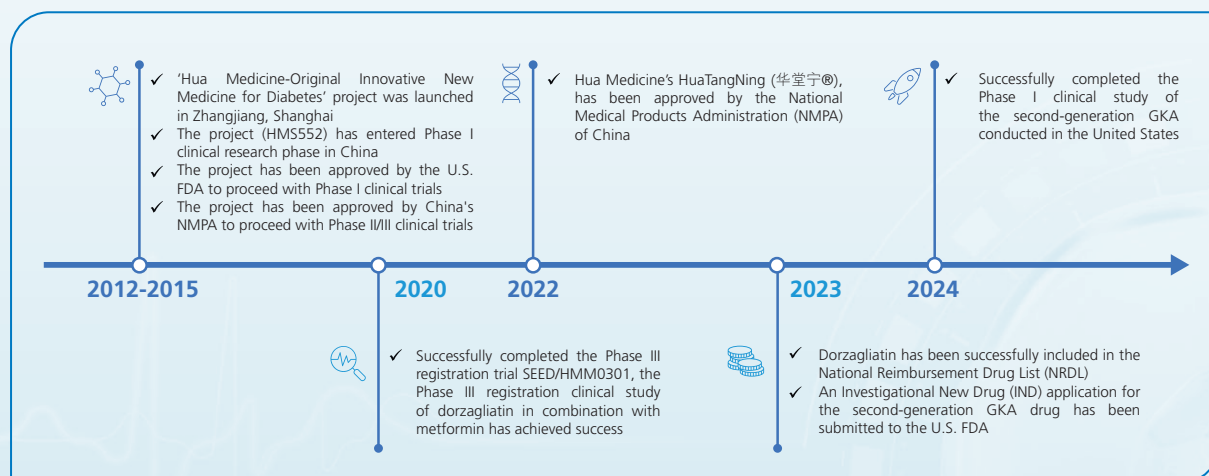 ‘Hua Medicine-Original Innovative New
Medicine for Diabetes’ project was launched
in Zhangjiang, Shanghai
The project (HMS552) has entered Phase I
clinical research phase in China
The project has been approved by the U.S.
FDA to proceed with Phase I clinical trials
The project has been approved by China's
NMPA to proceed with Phase II/III clinical trials
2012-2015
Successfully completed the Phase III
registration trial SEED/HMM0301, the
Phase III registration clinical study
of dorzagliatin in combination with
metformin has achieved success
2020
Hua Medicine’s HuaTangNing (华堂宁®),
has been approved by the National
Medical Products Administration (NMPA)
of China
2022
Dorzagliatin has been successfully included in the
National Reimbursement Drug List (NRDL)
An Investigational New Drug (IND) application for
the second-generation GKA drug has been
submitted to the U.S. FDA
2023
Successfully completed the
Phase I clinical study of
the second-generation GKA
conducted in the United States
2024